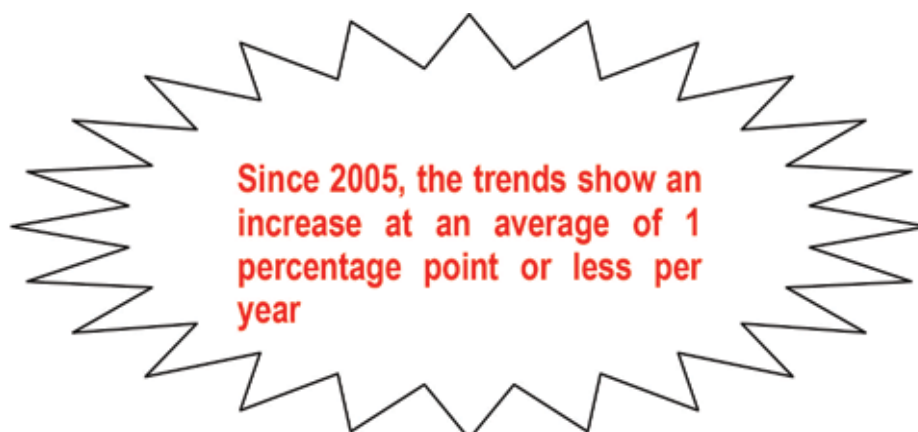 Since 2005, the trends show an
increase at an average of 1
percentage point or less per
year